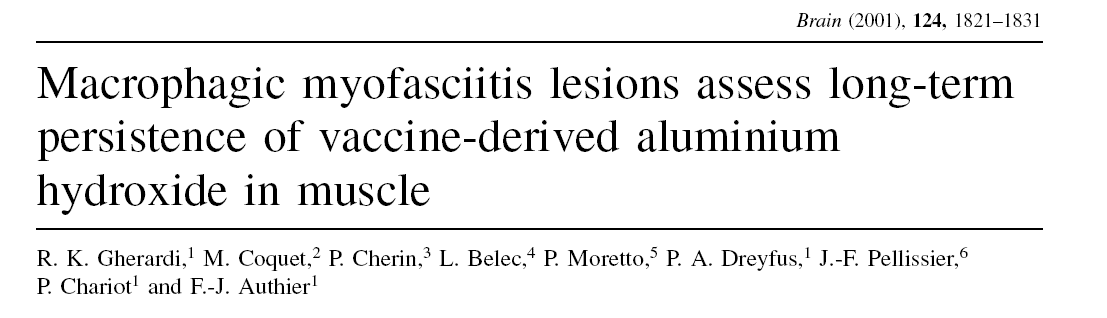 Brain (2001), 124, 1821–1831
Macrophagic myofasciitis lesions assess long-term
persistence of vaccine-derived aluminium
hydroxide in muscle
R. K. Gherardi,¹ M. Coquet,² P. Cherin,³ L. Belec,⁴ P. Moretto,⁵ P. A. Dreyfus,¹ J.-F. Pellissier,⁶
P. Chariot¹ and F.-J. Authier¹